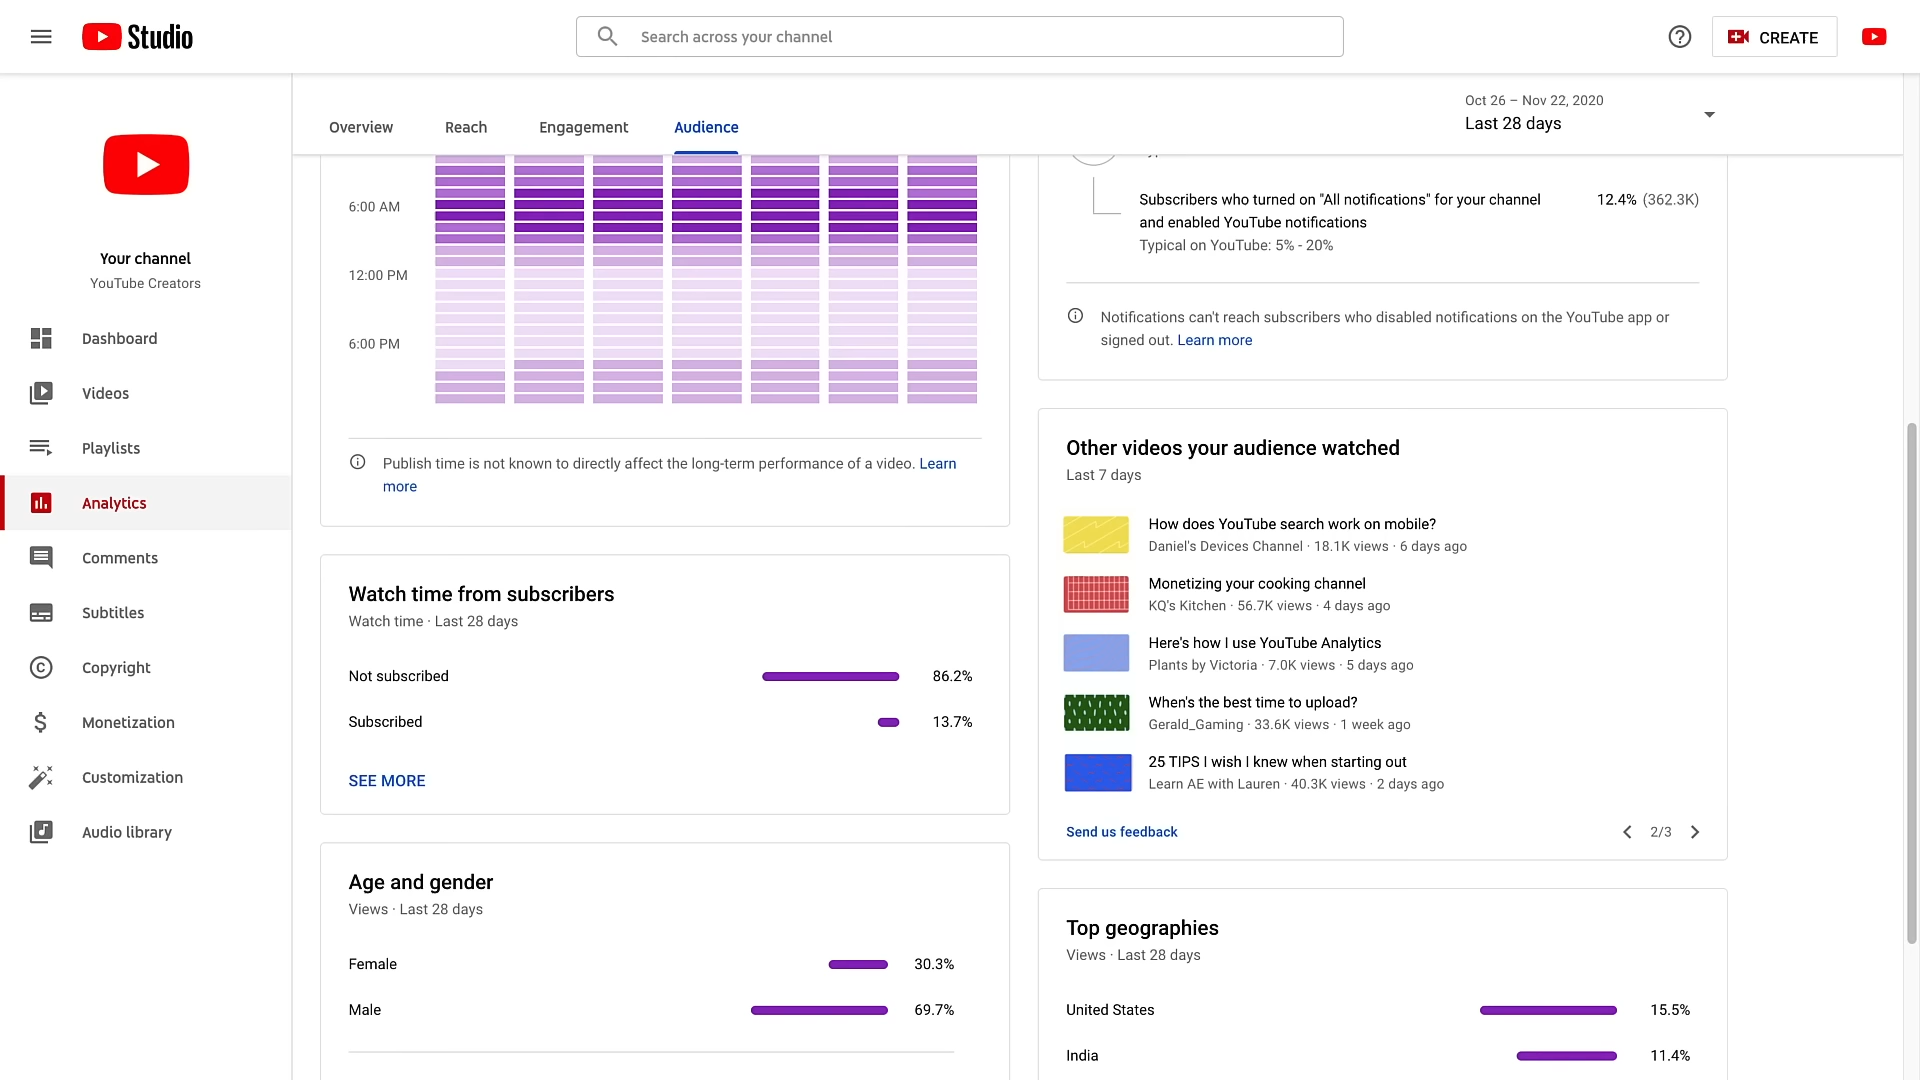 Studio
Search across your channel
CREATE
Overview
Reach
Engagement
Audience
Oct 26 – Nov 22, 2020
Last 28 days
Your channel
YouTube Creators
Dashboard
Videos
Playlists
Analytics
Comments
Subtitles
Copyright
Monetization
Customization
Audio library
6:00 AM
12:00 PM
6:00 PM
Publish time is not known to directly affect the long-term performance of a video. Learn
more
Watch time from subscribers
Watch time · Last 28 days
Not subscribed 86.2%
Subscribed 13.7%
SEE MORE
Age and gender
Views · Last 28 days
Female 30.3%
Male 69.7%
Subscribers who turned on "All notifications" for your channel 12.4% (362.3K)
and enabled YouTube notifications
Typical on YouTube: 5% - 20%
Notifications can't reach subscribers who disabled notifications on the YouTube app or
signed out. Learn more
Other videos your audience watched
Last 7 days
How does YouTube search work on mobile?
Daniel's Devices Channel · 18.1K views · 6 days ago
Monetizing your cooking channel
KQ's Kitchen · 56.7K views · 4 days ago
Here's how I use YouTube Analytics
Plants by Victoria · 7.0K views · 5 days ago
When's the best time to upload?
Gerald_Gaming · 33.6K views · 1 week ago
25 TIPS I wish I knew when starting out
Learn AE with Lauren · 40.3K views · 2 days ago
Send us feedback
2/3
Top geographies
Views · Last 28 days
United States 15.5%
India 11.4%